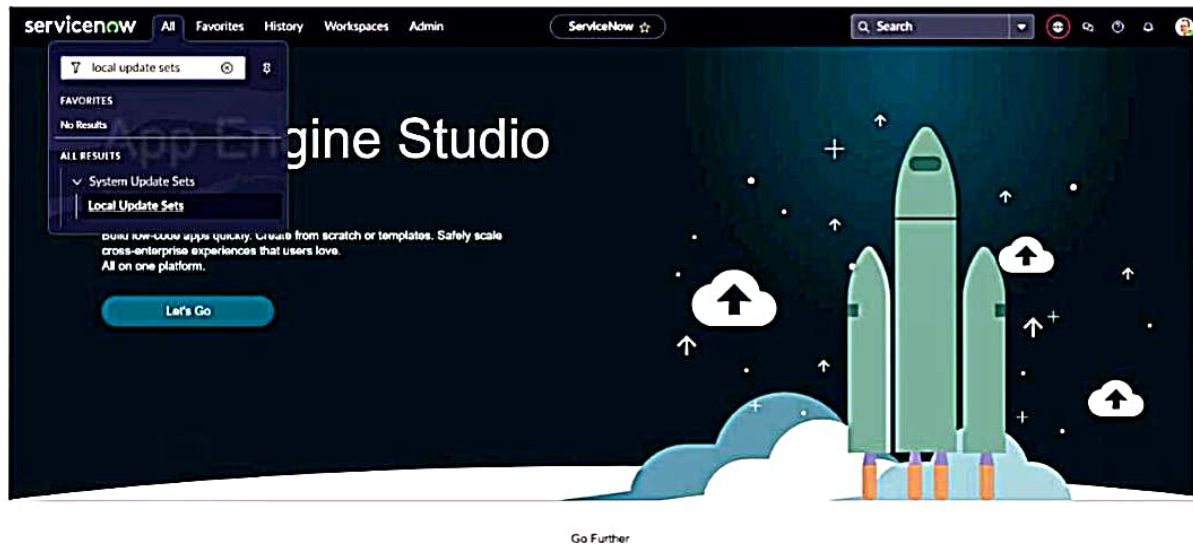 servicenow All Favorites History Workspaces Admin ServiceNow Search
local update sets
FAVORITES
No Results
App Engine Studio
ALL RESULTS
System Update Sets
Local Update Sets
Build low-code apps quickly. Create from scratch or templates. Safely scale
cross-enterprise experiences that users love.
All on one platform.
Let's Go
Go Further